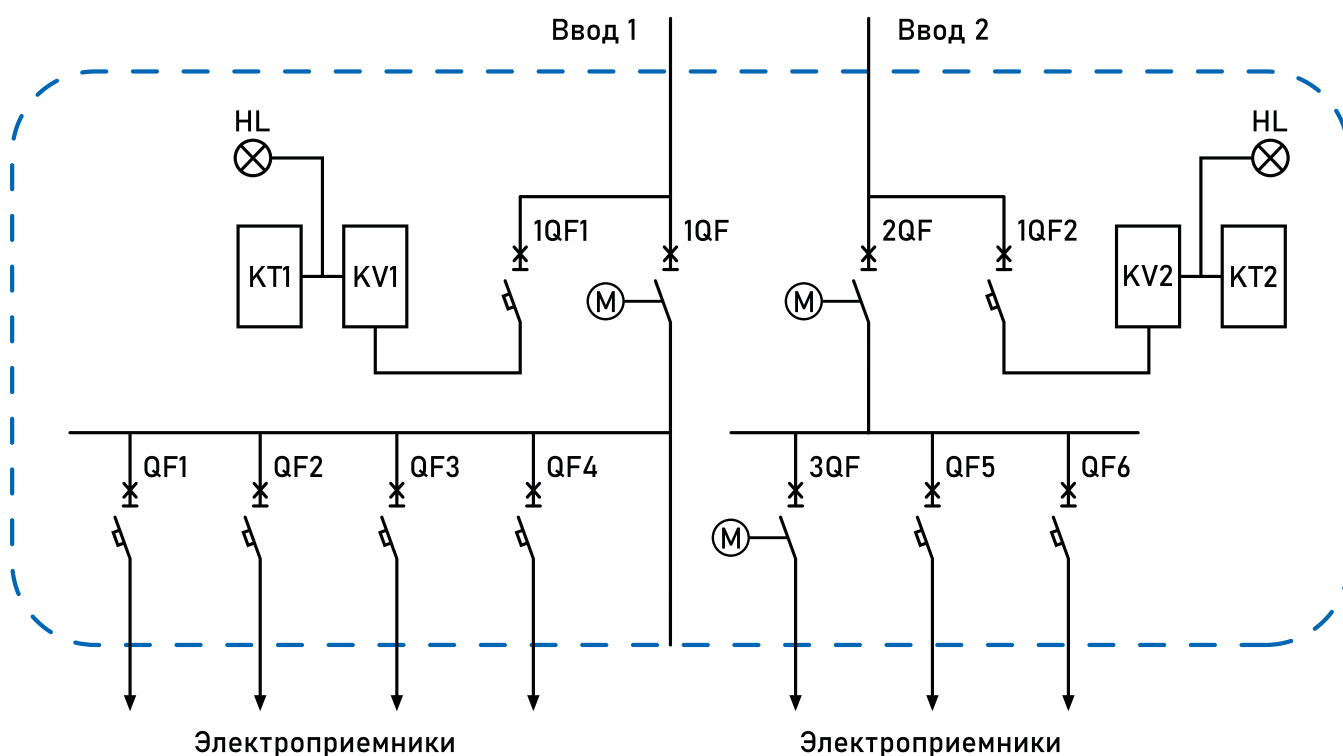 Ввод 1 Ввод 2
HL HL
1QF1 1QF 2QF 1QF2
KT1 KV1 M M KV2 KT2
QF1 QF2 QF3 QF4 3QF QF5 QF6
M
Электроприемники Электроприемники